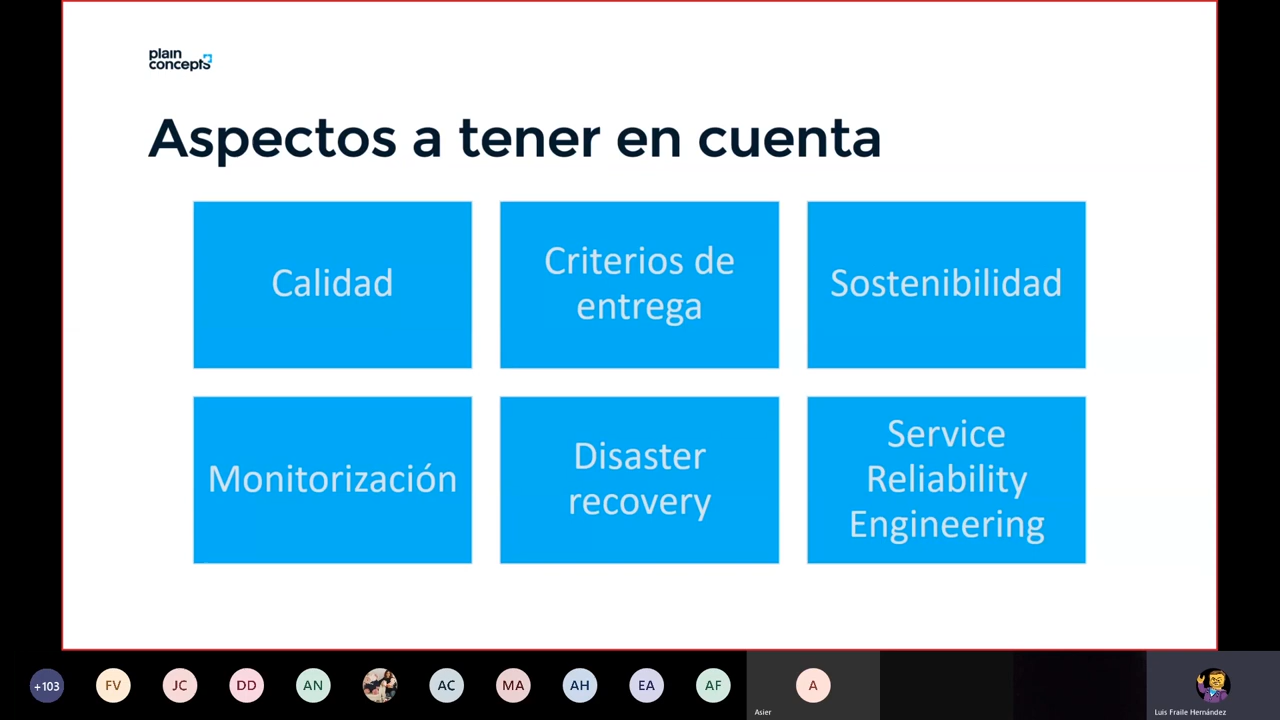 plain
concepts
Aspectos a tener en cuenta
Calidad
Criterios de
entrega
Sostenibilidad
Monitorización
Disaster
recovery
Service
Reliability
Engineering
+103
FV
JC
DD
AN
AC
MA
AH
EA
AF
A
Asier
Luis Fraile Hernández